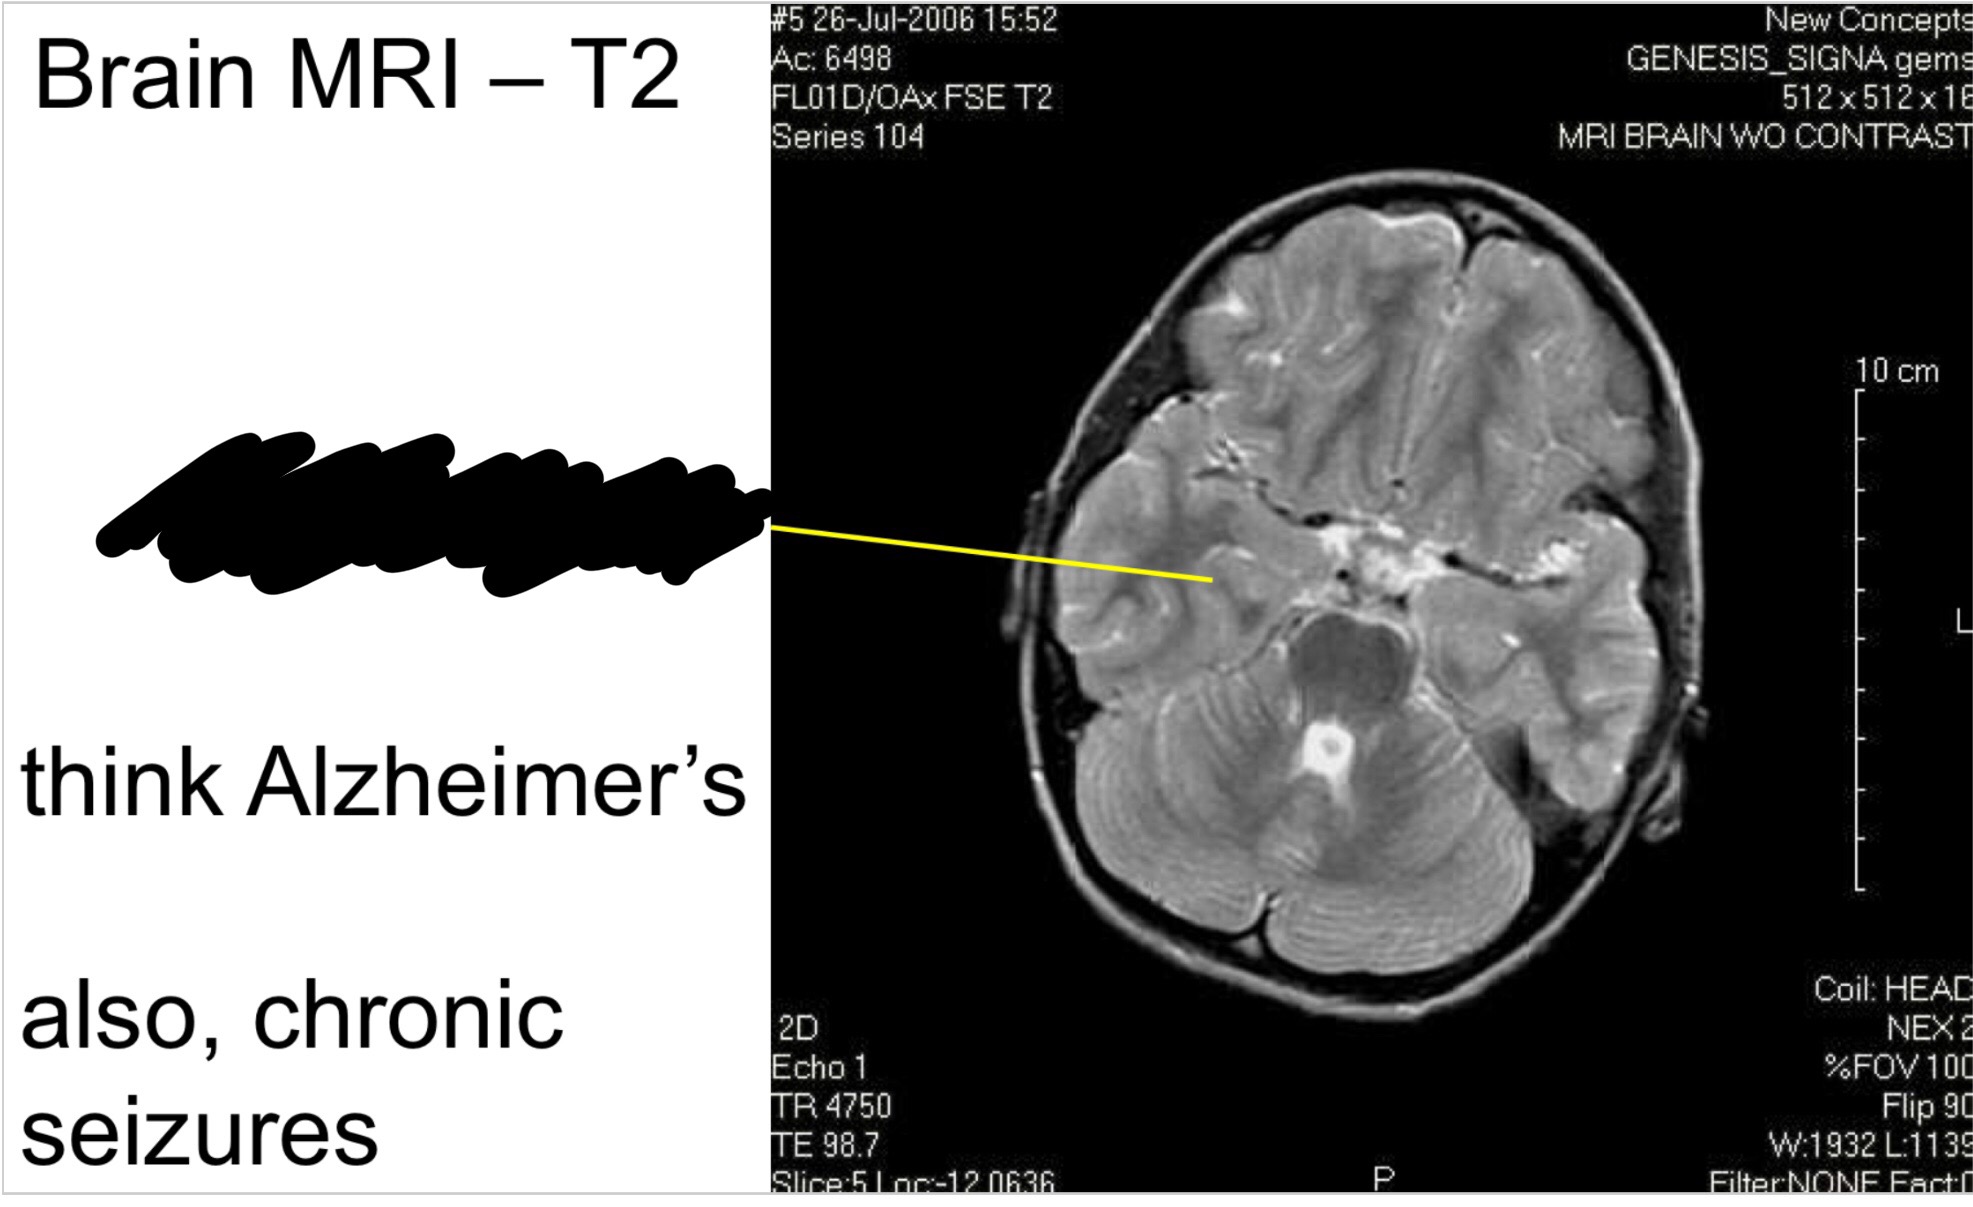 Brain MRI – T2
think Alzheimer’s
also, chronic
seizures
#5 26-Jul-2006 15:52
Ac: 6498
FL01D/OAx FSE T2
Series 104
New Concepts
GENESIS_SIGNA gems
512 x 512 x 16
MRI BRAIN WO CONTRAST
10 cm
L
2D
Echo 1
TR 4750
TE 98.7
Slice:5 Loc:-12.0636
P
Coil: HEAD
NEX 2
%FOV 100
Flip 90
W:1932 L:1139
Filter:NONE Fact: